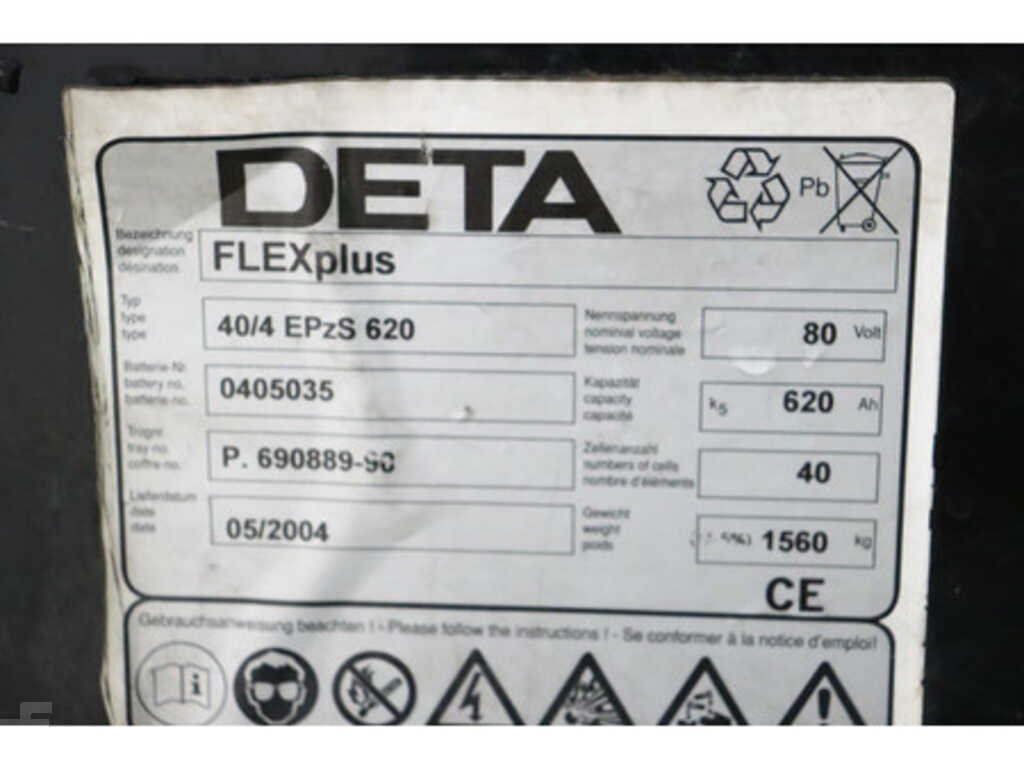 DETA
Pb
Bezeichnung
designation
désination
FLEXplus
Typ
type
type
40/4 EPzS 620
Nennspannung
nominial voltage
tension nominale
80 Volt
Batterie-Nr.
battery no.
batterie-no.
0405035
Kapazität
capacity
capacité
k5 620 Ah
Trognr.
tray-no.
coffre-no.
P. 690889-90
Zellenanzahl
numbers of cells
nombre d'éléments
40
Lieferdatum
date
date
05/2004
Gewicht
weight
poids
5%) 1560 kg
CE
Gebrauchsanweisung beachten ! - Please follow the instructions ! - Se conformer à la notice d'emploi!
i